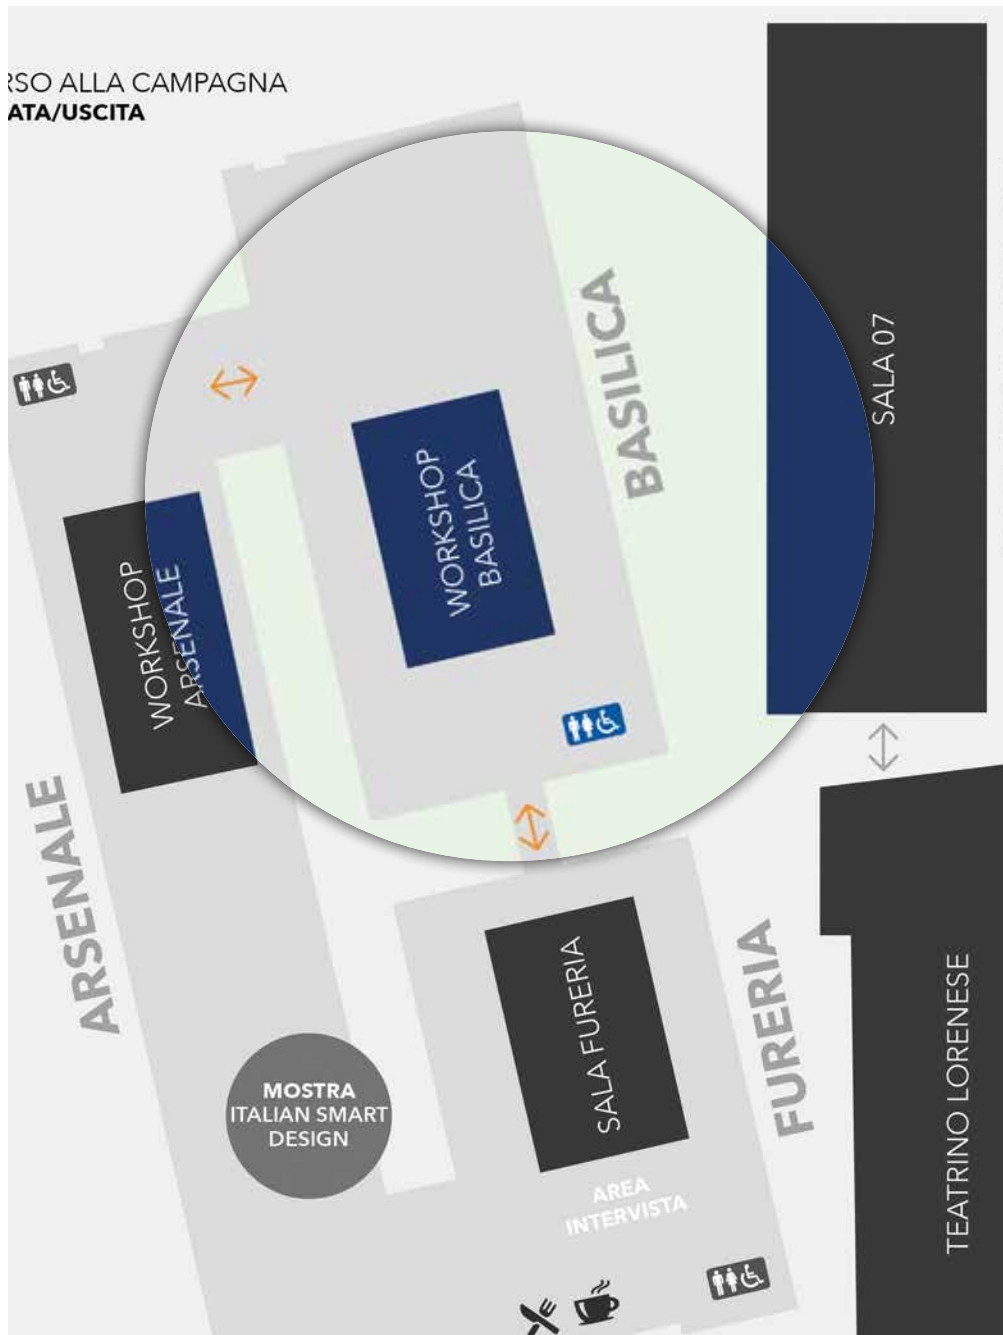 RSO ALLA CAMPAGNA
ATA/USCITA
SALA 07
BASILICA
WORKSHOP
BASILICA
WORKSHOP
ARSENALE
ARSENALE
SALA FURERIA
FURERIA
TEATRINO LORENESE
MOSTRA
ITALIAN SMART
DESIGN
AREA
INTERVISTA